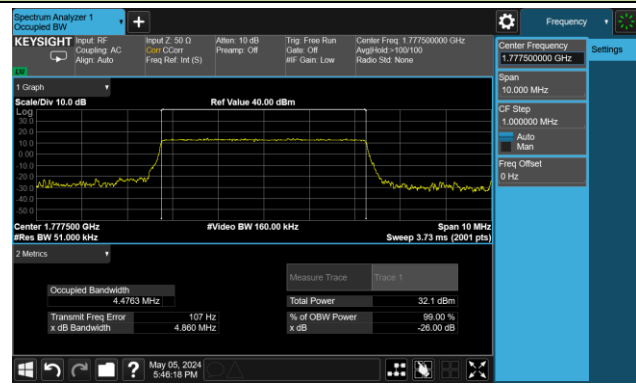 Spectrum Analyzer 1
Occupied BW
+
Frequency
KEYSIGHT
Input: RF
Coupling: AC
Align: Auto
Input Z: 50 Ω
Corr CCorr
Freq Ref: Int (S)
Atten: 10 dB
Preamp: Off
Trig: Free Run
Gate: Off
#IF Gain: Low
Center Freq: 1.777500000 GHz
Avg|Hold:>100/100
Radio Std: None
Center Frequency
1.777500000 GHz
Settings
Span
10.000 MHz
CF Step
1.000000 MHz
Auto
Man
Freq Offset
0 Hz
1 Graph
Scale/Div 10.0 dB
Ref Value 40.00 dBm
Log
30.0
20.0
10.0
0.00
-10.0
-20.0
-30.0
-40.0
-50.0
Center 1.777500 GHz
#Video BW 160.00 kHz
Span 10 MHz
#Res BW 51.000 kHz
Sweep 3.73 ms (2001 pts)
2 Metrics
Measure Trace
Trace 1
Occupied Bandwidth
4.4763 MHz
Total Power
32.1 dBm
Transmit Freq Error
107 Hz
% of OBW Power
99.00 %
x dB Bandwidth
4.860 MHz
x dB
-26.00 dB
?
May 05, 2024
5:46:18 PM